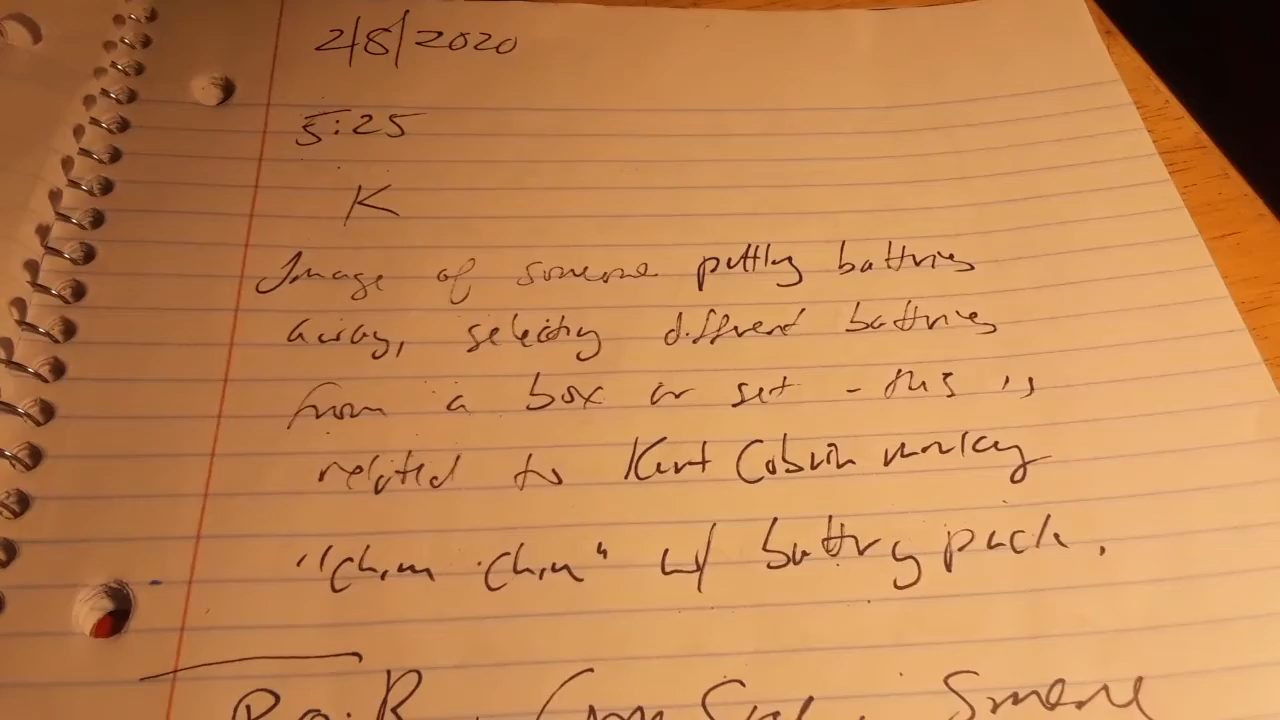 2/8/2020
5:25
K
Image of someone putting batteries
away, selecting different batteries
from a box or set - this is
related to Kurt Cobain monkey
"Chim Chim" w/ battery pack.